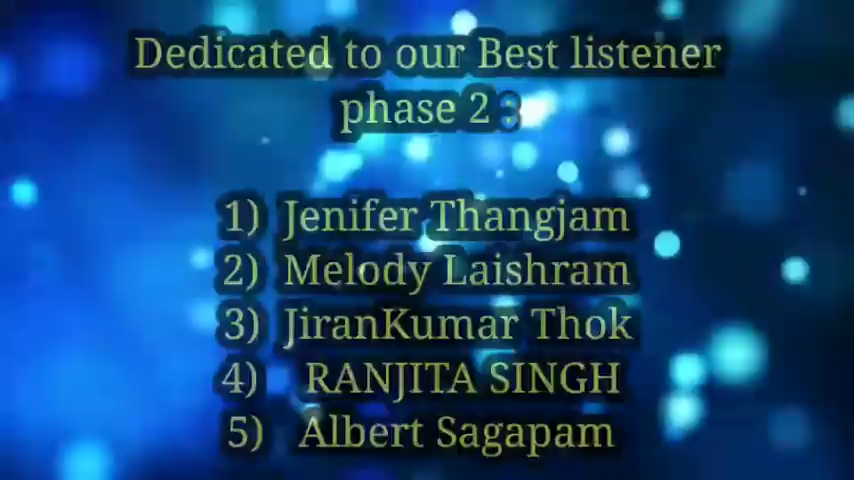 Dedicated to our Best listener
phase 2 :
1) Jenifer Thangjam
2) Melody Laishram
3) JiranKumar Thok
4) RANJITA SINGH
5) Albert Sagapam